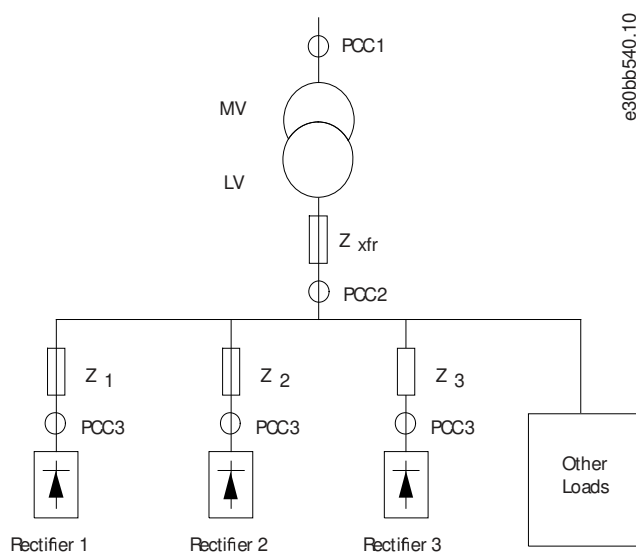 PCC1
MV
LV
Z xfr
PCC2
Z 1
Z 2
Z 3
PCC3
PCC3
PCC3
Other
Loads
Rectifier 1
Rectifier 2
Rectifier 3
e30bb540.10